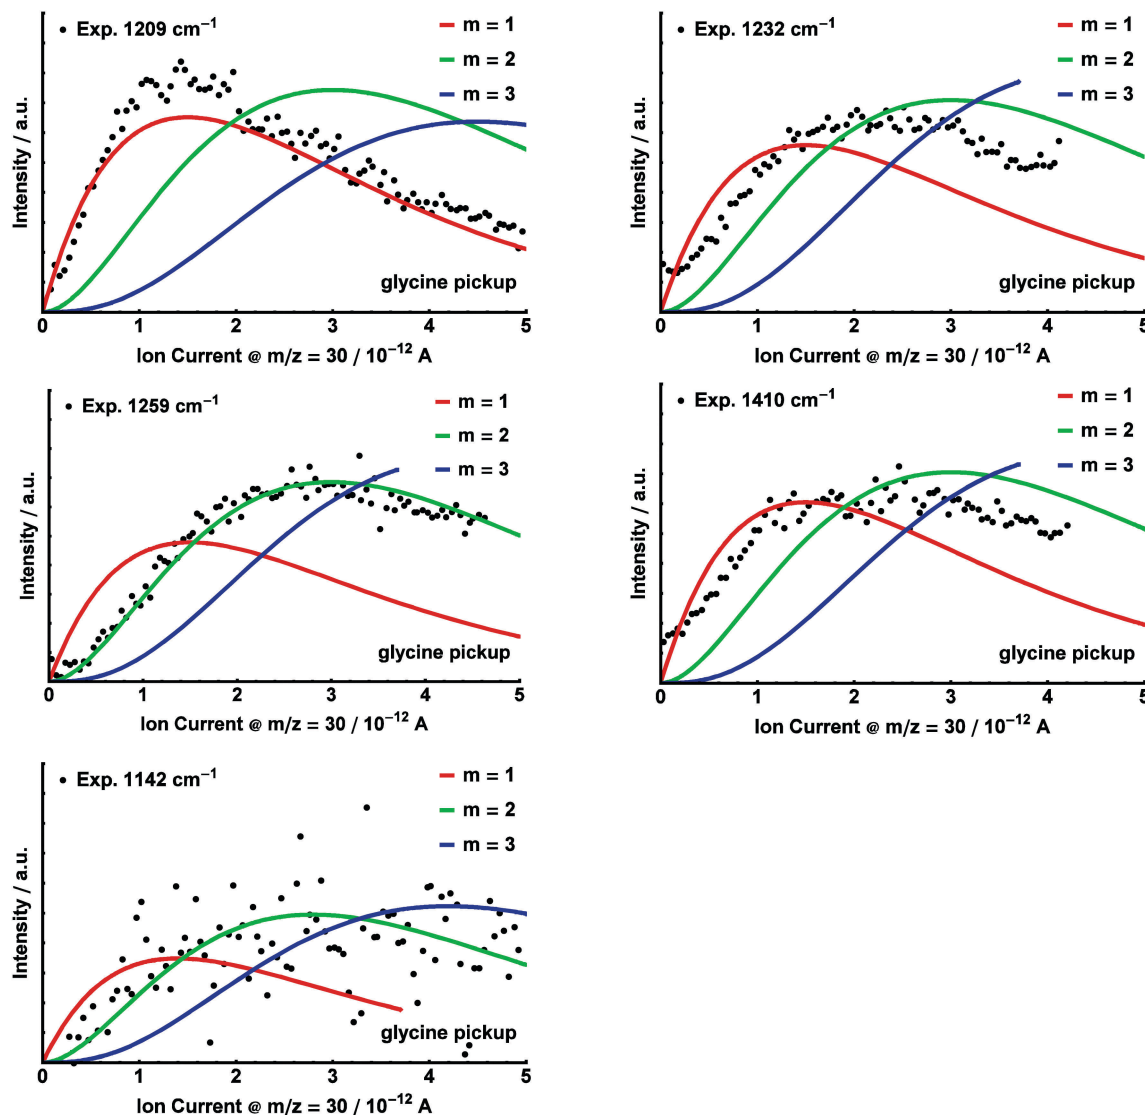 Exp. 1209 cm⁻¹
m = 1
m = 2
m = 3
Intensity / a.u.
glycine pickup
0 1 2 3 4 5
Ion Current @ m/z = 30 / 10⁻¹² A
Exp. 1232 cm⁻¹
m = 1
m = 2
m = 3
Intensity / a.u.
glycine pickup
0 1 2 3 4 5
Ion Current @ m/z = 30 / 10⁻¹² A
Exp. 1259 cm⁻¹
m = 1
m = 2
m = 3
Intensity / a.u.
glycine pickup
0 1 2 3 4 5
Ion Current @ m/z = 30 / 10⁻¹² A
Exp. 1410 cm⁻¹
m = 1
m = 2
m = 3
Intensity / a.u.
glycine pickup
0 1 2 3 4 5
Ion Current @ m/z = 30 / 10⁻¹² A
Exp. 1142 cm⁻¹
m = 1
m = 2
m = 3
Intensity / a.u.
glycine pickup
0 1 2 3 4 5
Ion Current @ m/z = 30 / 10⁻¹² A